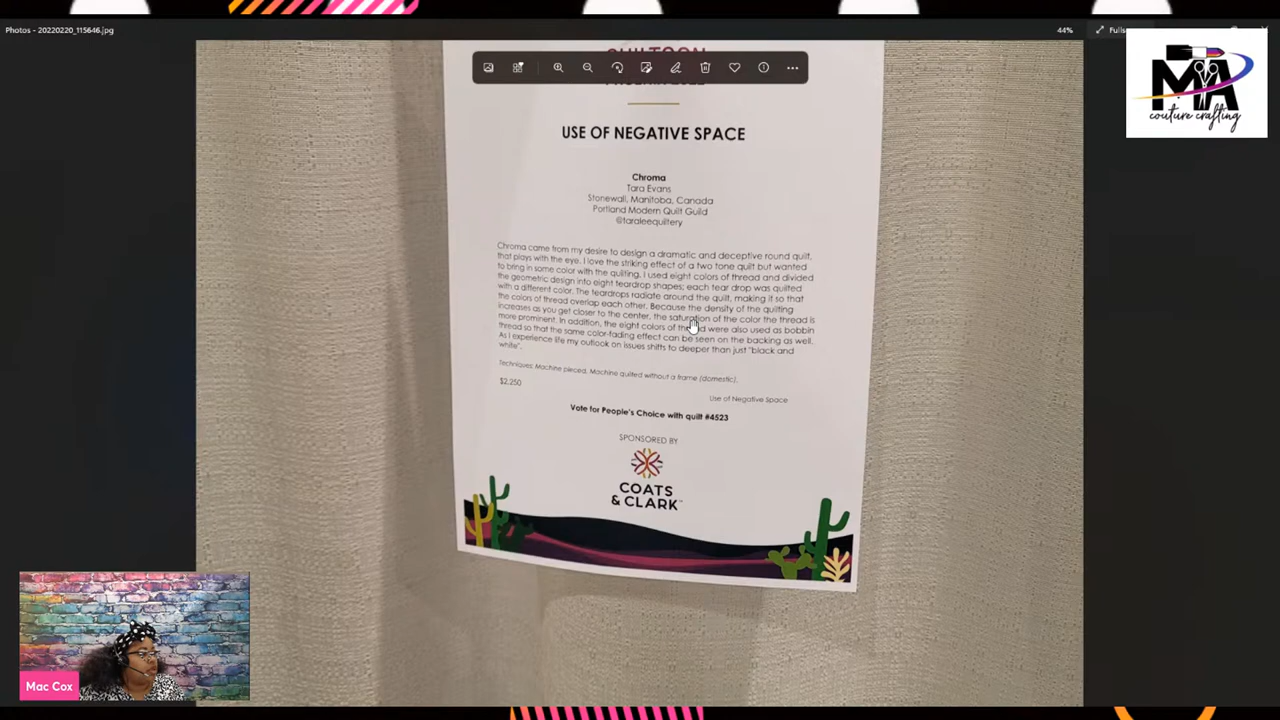 Photos - 20220220_115646.jpg
44%
MA
couture crafting
USE OF NEGATIVE SPACE
Chroma
Tara Evans
Stonewall, Manitoba, Canada
Portland Modern Quilt Guild
@taraleequiltery
Chroma came from my desire to design a dramatic and deceptive round quilt,
that plays with the eye. I love the striking effect of a two tone quilt but wanted
to bring in some color with the quilting. I used eight colors of thread and divided
the geometric design into eight teardrop shapes; each tear drop was quilted
with a different color. The teardrops radiate around the quilt, making it so that
the colors of thread overlap each other. Because the density of the quilting
increases as you get closer to the center, the saturation of the color the thread is
more prominent. In addition, the eight colors of thread were also used as bobbin
thread so that the same color-fading effect can be seen on the backing as well.
As I experience life my outlook on issues shifts to deeper than just "black and
white".
Techniques: Machine pieced, Machine quilted without a frame (domestic),
$2,250
Use of Negative Space
Vote for People's Choice with quilt #4523
SPONSORED BY
COATS
& CLARK™
Mac Cox